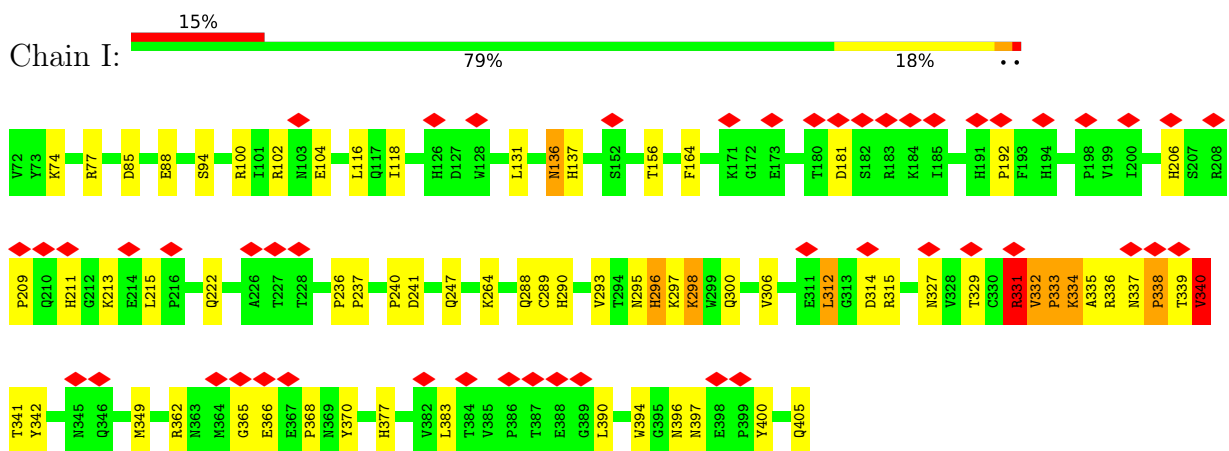 15%
Chain I:
79% 18% • •
V72 Y73 K74 R77 D85 E88 S94 R100 I101 R102 N103 E104 L116 Q117 I118 H126 D127 W128 L131 N136 H137 S152 T156 F164 K171 G172 E173 T180 D181 S182 R183 K184 I185 H191 P192 F193 H194 P198 V199 I200 H206 S207 R208
P209 Q210 H211 G212 K213 E214 L215 P216 Q222 A226 T227 T228 P236 P237 P240 D241 Q247 K264 Q288 C289 H290 V293 T294 N295 H296 K297 K298 W299 Q300 V306 E311 L312 G313 D314 R315 N327 V328 T329 C330 R331 V332 P333 K334 A335 R336 N337 P338 T339 V340
T341 Y342 N345 Q346 M349 R362 N363 M364 G365 E366 E367 P368 N369 Y370 H377 V382 L383 T384 V385 P386 T387 E388 G389 L390 W394 G395 N396 N397 E398 P399 Y400 Q405